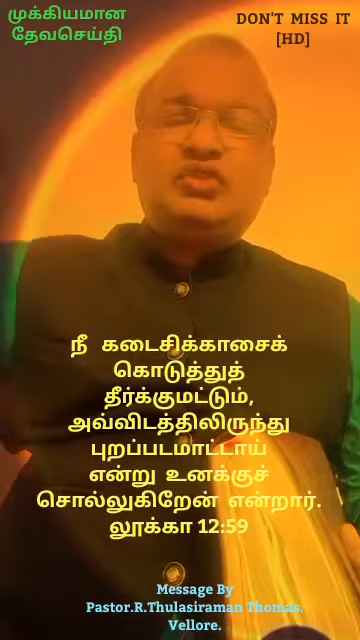 முக்கியமான
தேவசெய்தி
DON'T MISS IT
[HD]
நீ கடைசிக்காசைக்
கொடுத்துத்
தீர்க்குமட்டும்,
அவ்விடத்திலிருந்து
புறப்படமாட்டாய்
என்று உனக்குச்
சொல்லுகிறேன் என்றார்.
லூக்கா 12:59
Message By
Pastor.R.Thulasiraman Thomas,
Vellore.